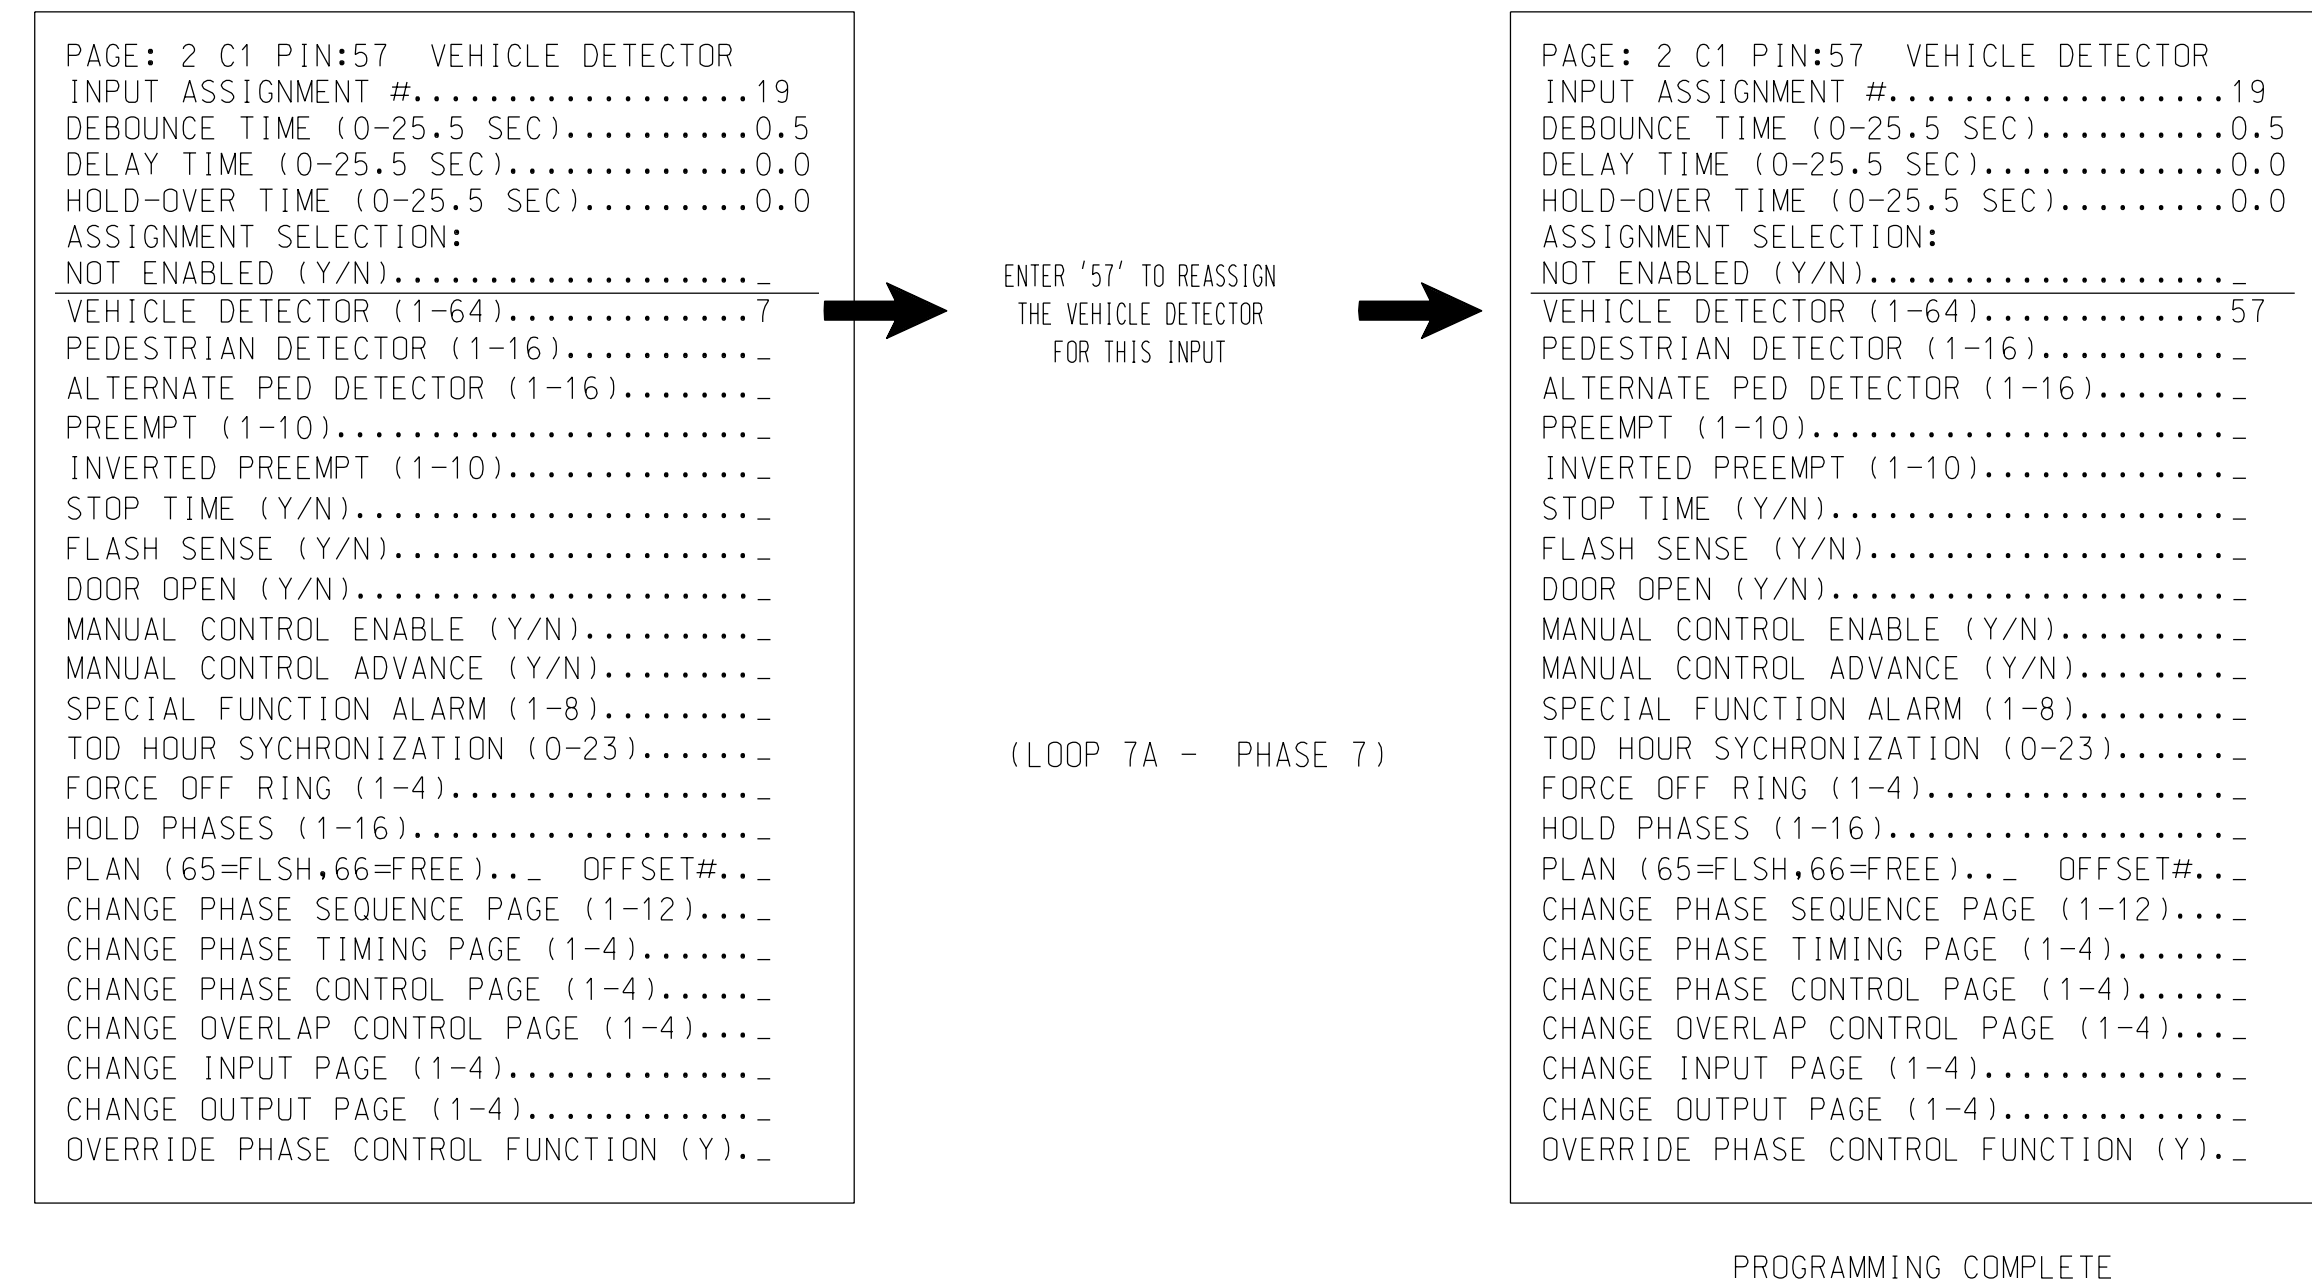 PAGE: 2 C1 PIN:57 VEHICLE DETECTOR
INPUT ASSIGNMENT #..................19
DEBOUNCE TIME (0-25.5 SEC)..........0.5
DELAY TIME (0-25.5 SEC).............0.0
HOLD-OVER TIME (0-25.5 SEC).........0.0
ASSIGNMENT SELECTION:
NOT ENABLED (Y/N)..................._
VEHICLE DETECTOR (1-64).............7
PEDESTRIAN DETECTOR (1-16).........._
ALTERNATE PED DETECTOR (1-16)......._
PREEMPT (1-10)......................_
INVERTED PREEMPT (1-10)............._
STOP TIME (Y/N)....................._
FLASH SENSE (Y/N)..................._
DOOR OPEN (Y/N)....................._
MANUAL CONTROL ENABLE (Y/N)........._
MANUAL CONTROL ADVANCE (Y/N)........_
SPECIAL FUNCTION ALARM (1-8)........_
TOD HOUR SYCHRONIZATION (0-23)......_
FORCE OFF RING (1-4)................_
HOLD PHASES (1-16).................._
PLAN (65=FLSH,66=FREE).._ OFFSET#.._
CHANGE PHASE SEQUENCE PAGE (1-12)..._
CHANGE PHASE TIMING PAGE (1-4)......_
CHANGE PHASE CONTROL PAGE (1-4)....._
CHANGE OVERLAP CONTROL PAGE (1-4)..._
CHANGE INPUT PAGE (1-4)............._
CHANGE OUTPUT PAGE (1-4)............_
OVERRIDE PHASE CONTROL FUNCTION (Y)._
ENTER '57' TO REASSIGN
THE VEHICLE DETECTOR
FOR THIS INPUT
(LOOP 7A - PHASE 7)
PAGE: 2 C1 PIN:57 VEHICLE DETECTOR
INPUT ASSIGNMENT #..................19
DEBOUNCE TIME (0-25.5 SEC)..........0.5
DELAY TIME (0-25.5 SEC).............0.0
HOLD-OVER TIME (0-25.5 SEC).........0.0
ASSIGNMENT SELECTION:
NOT ENABLED (Y/N)..................._
VEHICLE DETECTOR (1-64).............57
PEDESTRIAN DETECTOR (1-16).........._
ALTERNATE PED DETECTOR (1-16)......._
PREEMPT (1-10)......................_
INVERTED PREEMPT (1-10)............._
STOP TIME (Y/N)....................._
FLASH SENSE (Y/N)..................._
DOOR OPEN (Y/N)....................._
MANUAL CONTROL ENABLE (Y/N)........._
MANUAL CONTROL ADVANCE (Y/N)........_
SPECIAL FUNCTION ALARM (1-8)........_
TOD HOUR SYCHRONIZATION (0-23)......_
FORCE OFF RING (1-4)................_
HOLD PHASES (1-16).................._
PLAN (65=FLSH,66=FREE).._ OFFSET#.._
CHANGE PHASE SEQUENCE PAGE (1-12)..._
CHANGE PHASE TIMING PAGE (1-4)......_
CHANGE PHASE CONTROL PAGE (1-4)....._
CHANGE OVERLAP CONTROL PAGE (1-4)..._
CHANGE INPUT PAGE (1-4)............._
CHANGE OUTPUT PAGE (1-4)............_
OVERRIDE PHASE CONTROL FUNCTION (Y)._
PROGRAMMING COMPLETE